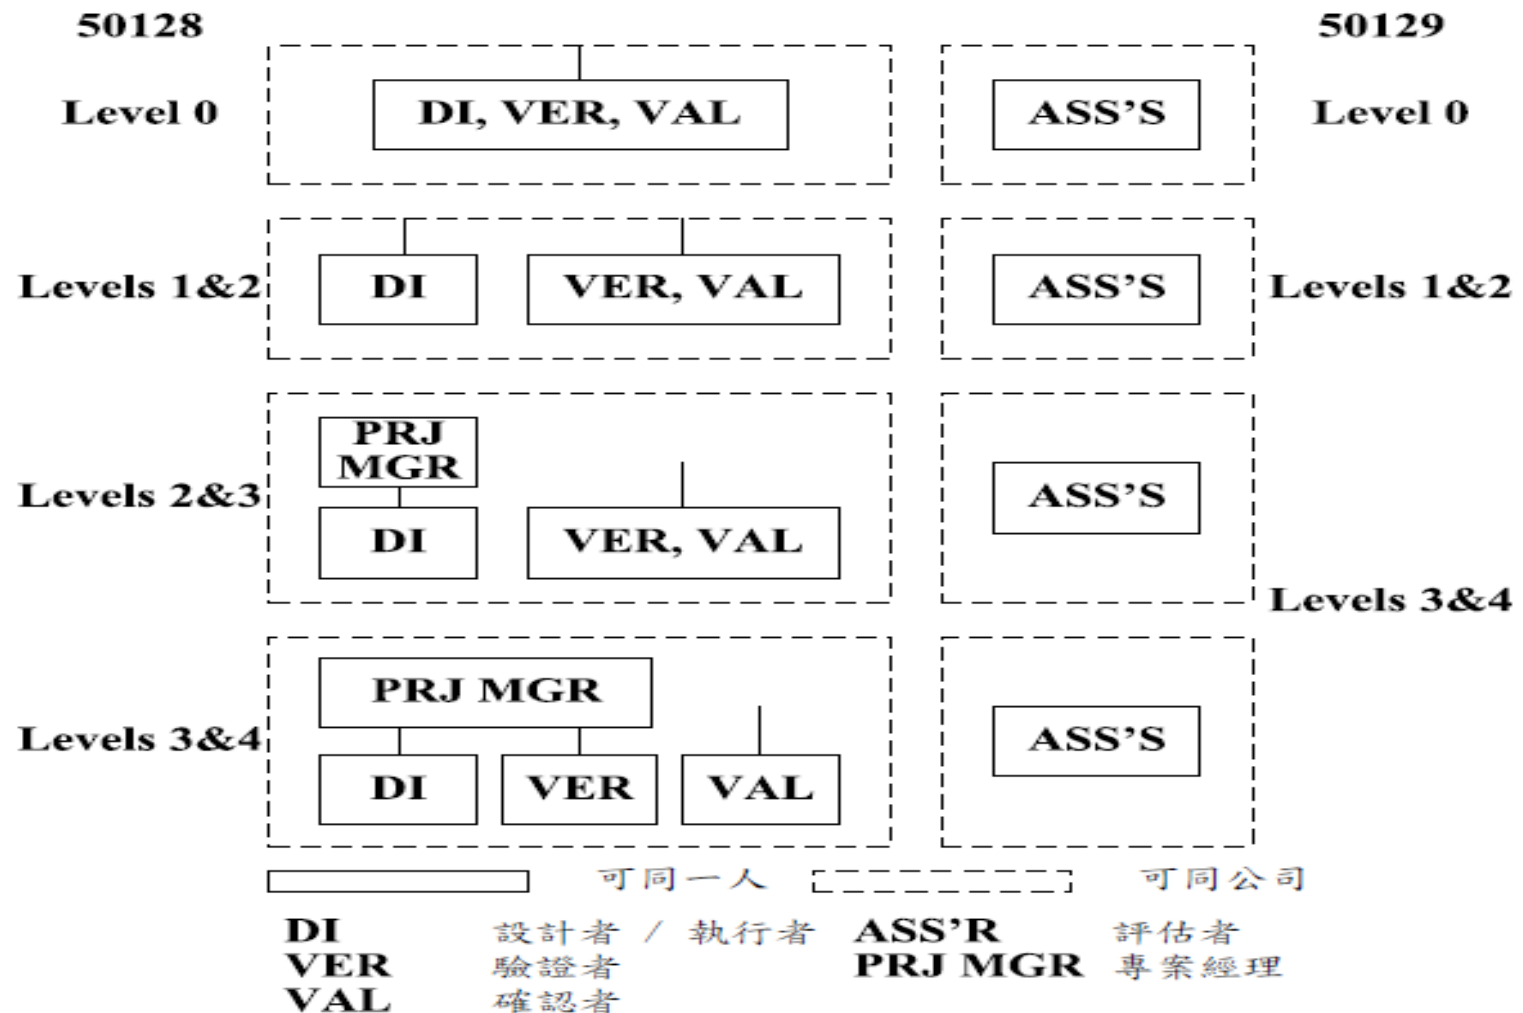 50128 50129
Level 0 DI, VER, VAL ASS’S Level 0
Levels 1&2 DI VER, VAL ASS’S Levels 1&2
PRJ
MGR
Levels 2&3 ASS’S
DI VER, VAL
Levels 3&4
PRJ MGR
Levels 3&4 ASS’S
DI VER VAL
可同一人 可同公司
DI 設計者 / 執行者 ASS’R 評估者
VER 驗證者 PRJ MGR 專案經理
VAL 確認者